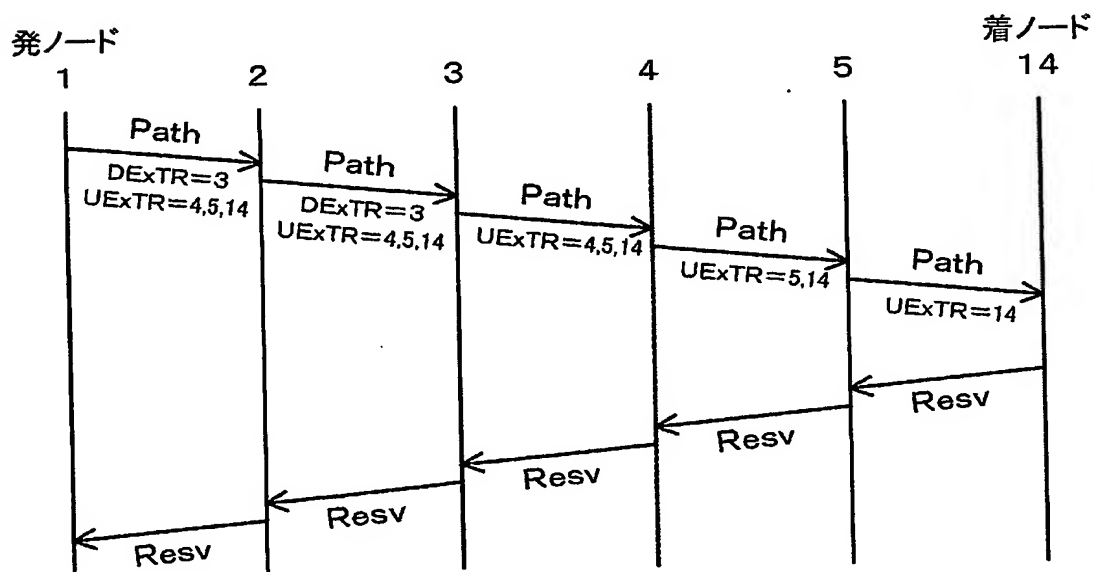 発ノード
着ノード
1
2
3
4
5
14
Path
DExTR=3
UExTR=4,5,14
Path
DExTR=3
UExTR=4,5,14
Path
UExTR=4,5,14
Path
UExTR=5,14
Path
UExTR=14
Resv
Resv
Resv
Resv
Resv